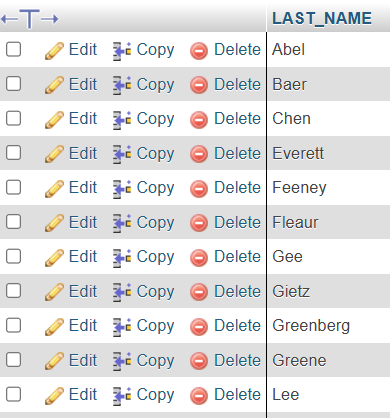 ←T→ LAST_NAME
Edit Copy Delete Abel
Edit Copy Delete Baer
Edit Copy Delete Chen
Edit Copy Delete Everett
Edit Copy Delete Feeney
Edit Copy Delete Fleaur
Edit Copy Delete Gee
Edit Copy Delete Gietz
Edit Copy Delete Greenberg
Edit Copy Delete Greene
Edit Copy Delete Lee